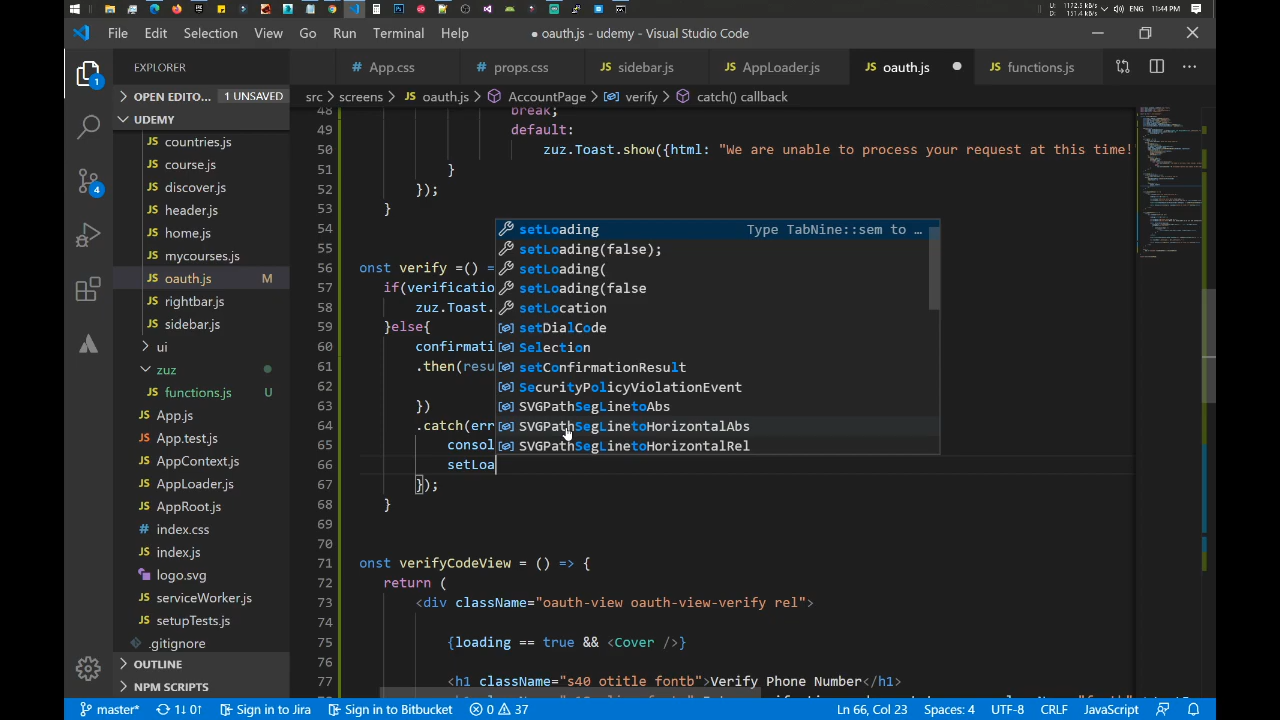 U: 1172.5 K/s
D: 151.4 K/s
ENG 11:44 PM
File Edit Selection View Go Run Terminal Help
● oauth.js - udemy - Visual Studio Code
EXPLORER
App.css
props.css
JS sidebar.js
JS AppLoader.js
JS oauth.js
JS functions.js
OPEN EDITO... 1 UNSAVED
src > screens > JS oauth.js > AccountPage > verify > catch() callback
UDEMY
JS countries.js
JS course.js
JS discover.js
JS header.js
JS home.js
JS mycourses.js
JS oauth.js M
JS rightbar.js
JS sidebar.js
ui
zuz
JS functions.js U
JS App.js
JS App.test.js
JS AppContext.js
JS AppLoader.js
JS AppRoot.js
# index.css
JS index.js
logo.svg
JS serviceWorker.js
JS setupTests.js
.gitignore
OUTLINE
NPM SCRIPTS
1
4
48 break;
49 default:
50 zuz.Toast.show({html: "We are unable to process your request at this time!
51 }
52 });
53 }
54
55
56 onst verify =() =
57 if(verification
58 zuz.Toast.
59 }else{
60 confirmati
61 .then(resu
62
63 })
64 .catch(err
65 consol
66 setLoa
67 });
68 }
69
70
71 onst verifyCodeView = () => {
72 return (
73 <div className="oauth-view oauth-view-verify rel">
74
75 {loading == true && <Cover />}
76
77 <h1 className="s40 otitle fontb">Verify Phone Number</h1>
setLoading Type TabNine::sem to …
setLoading(false);
setLoading(
setLoading(false
setLocation
setDialCode
Selection
setConfirmationResult
SecurityPolicyViolationEvent
SVGPathSegLinetoAbs
SVGPathSegLinetoHorizontalAbs
SVGPathSegLinetoHorizontalRel
master* 1↓ 0↑ Sign in to Jira Sign in to Bitbucket 0 37 Ln 66, Col 23 Spaces: 4 UTF-8 CRLF JavaScript